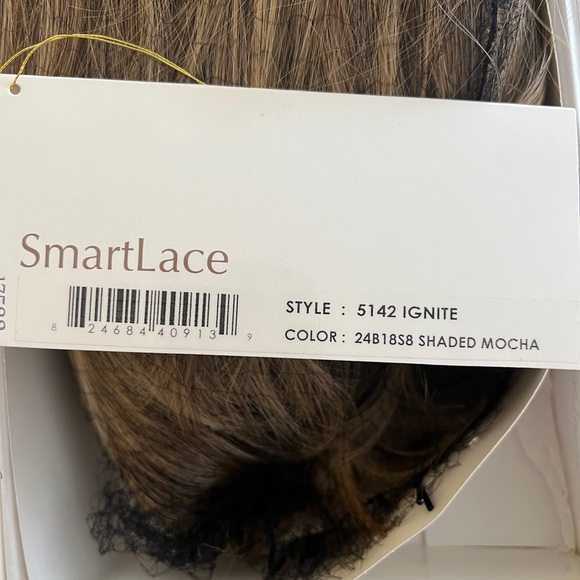 SmartLace
STYLE : 5142 IGNITE
COLOR : 24B18S8 SHADED MOCHA
8 24684 40913 9